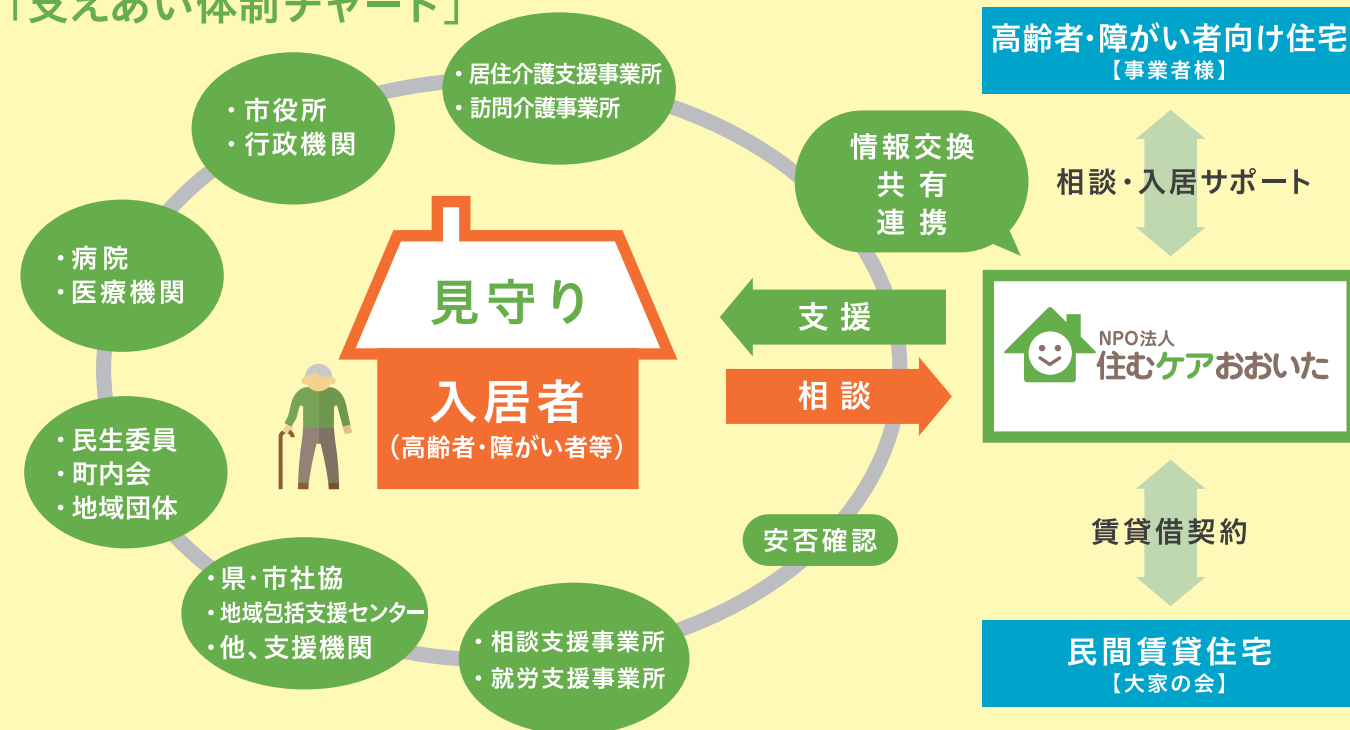 「支えあい体制チャート」
・居住介護支援事業所
・訪問介護事業所
・市役所
・行政機関
・病院
・医療機関
・民生委員
・町内会
・地域団体
・県・市社協
・地域包括支援センター
・他、支援機関
・相談支援事業所
・就労支援事業所
安否確認
情報交換
共有
連携
見守り
入居者
（高齢者・障がい者等）
支援
相談
高齢者・障がい者向け住宅
【事業者様】
相談・入居サポート
NPO法人
住むケアおおいた
賃貸借契約
民間賃貸住宅
【大家の会】